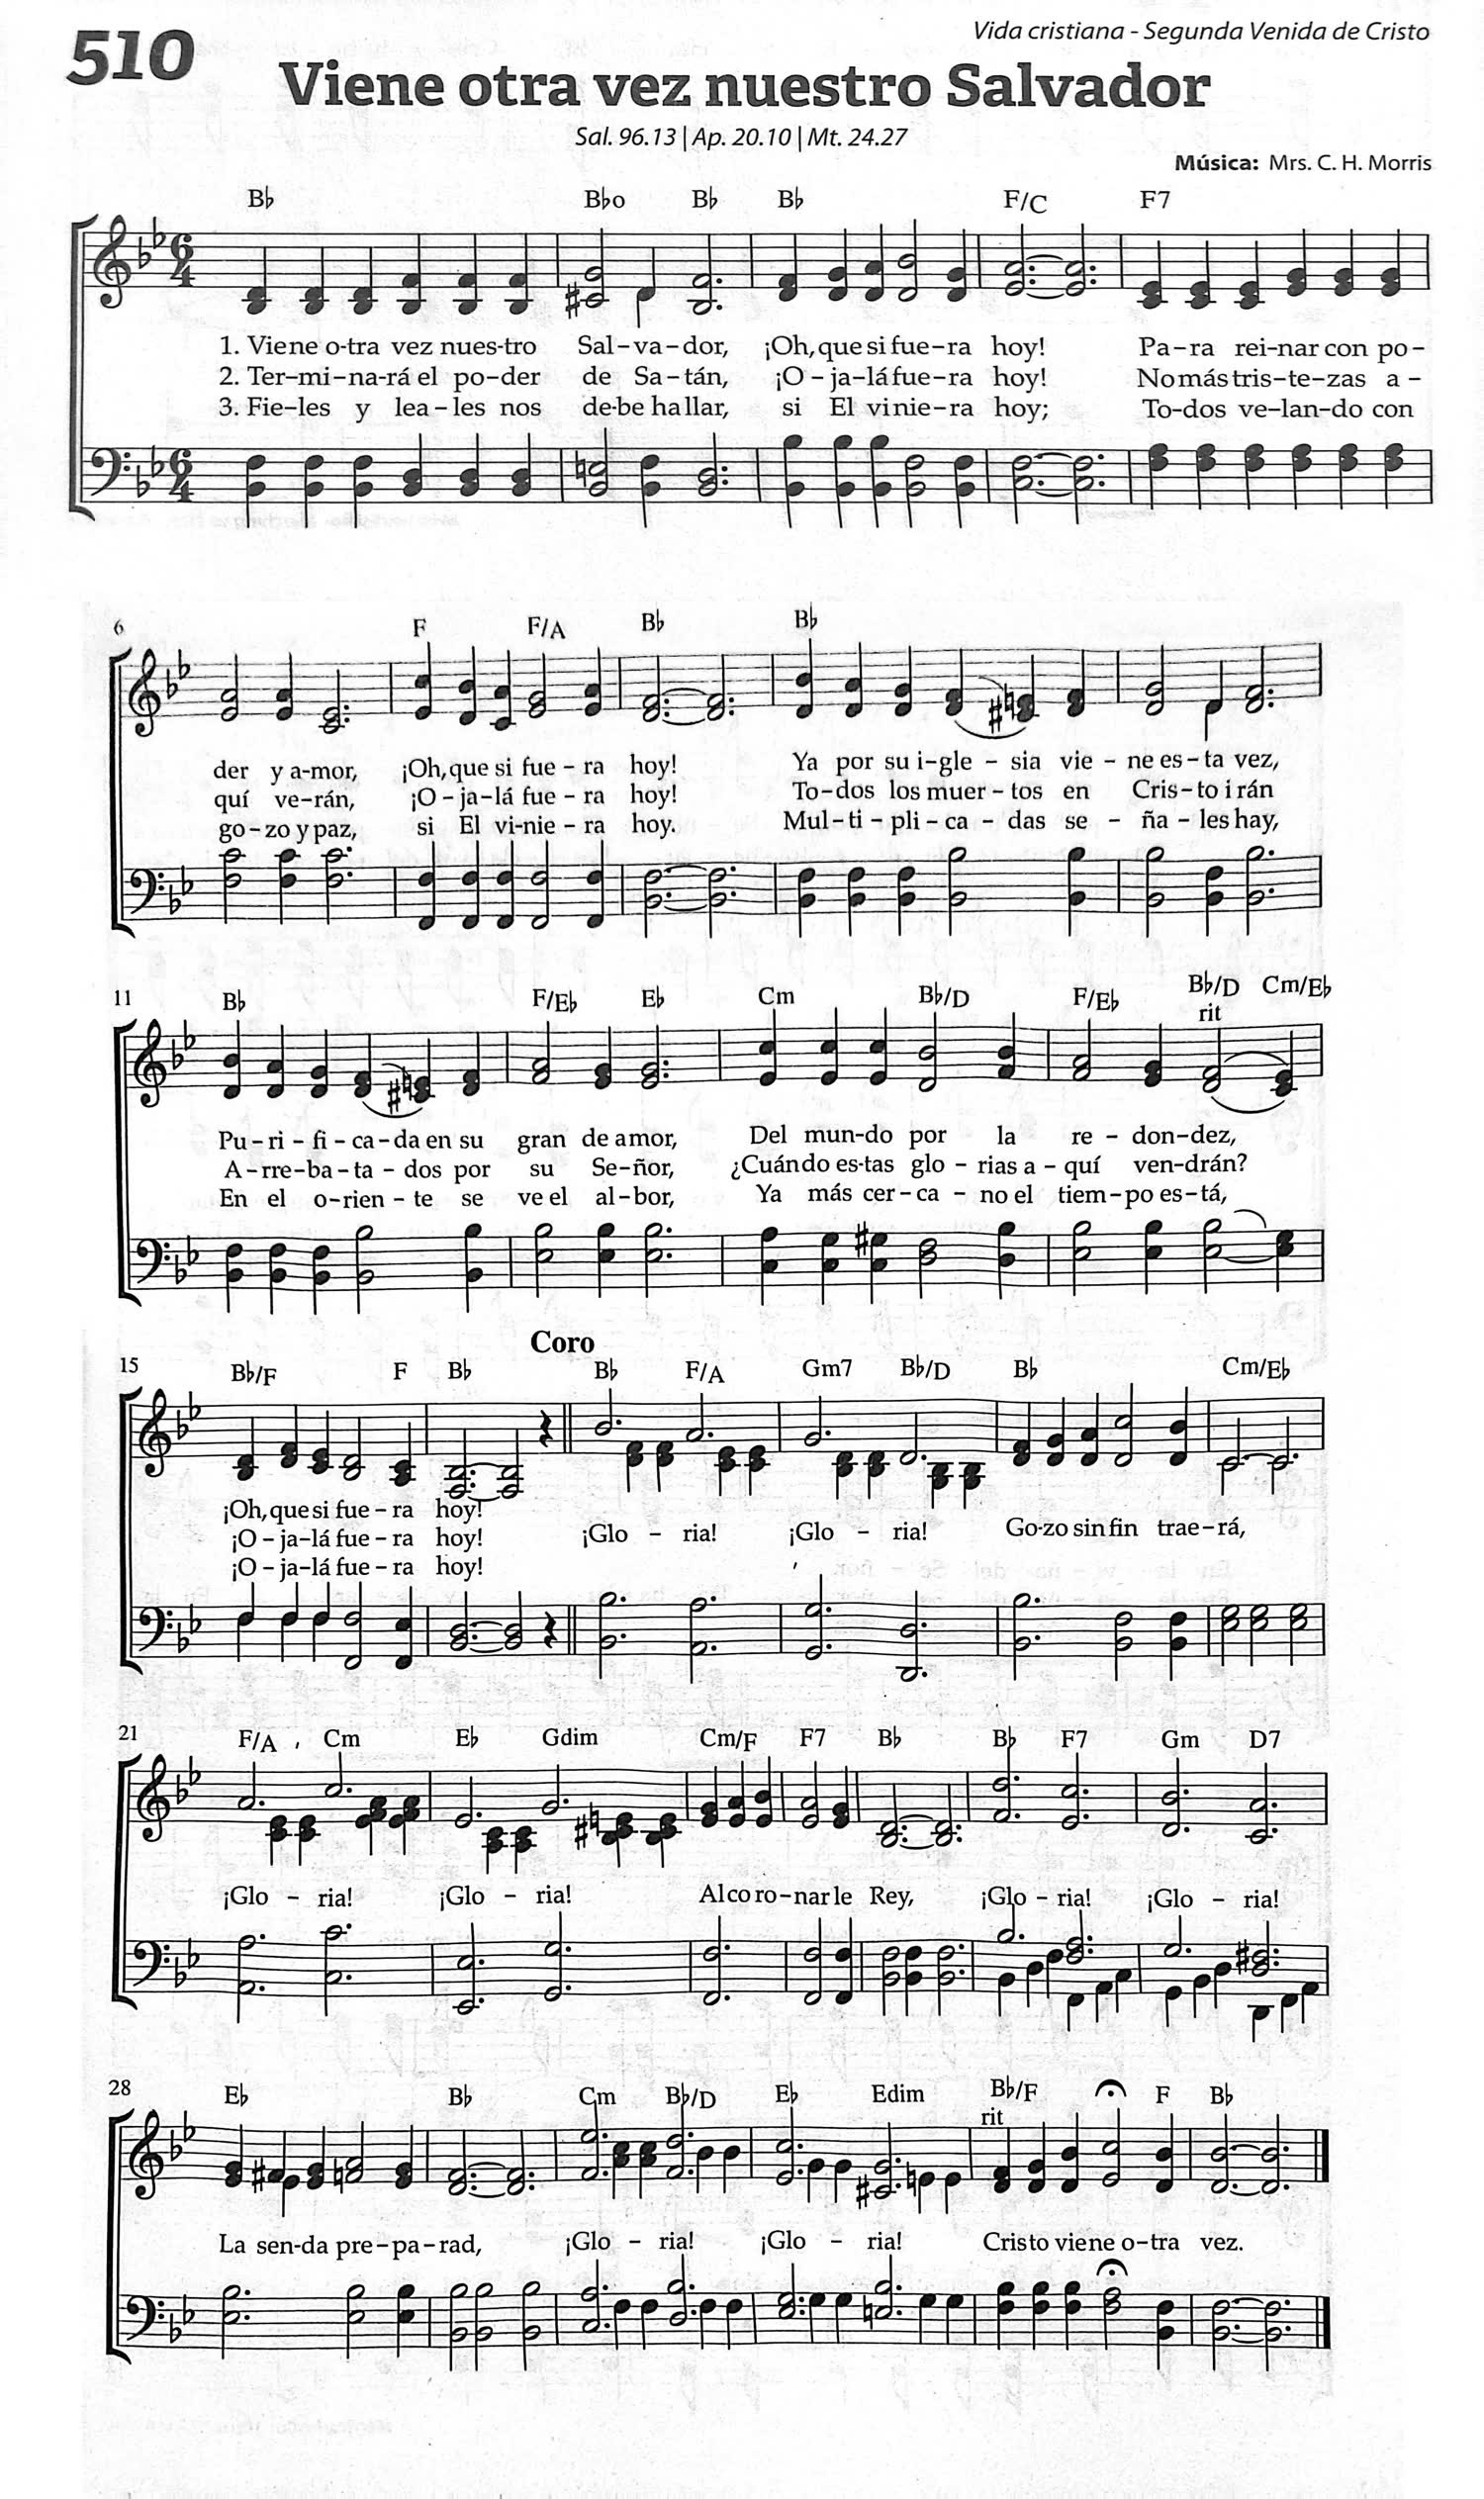 510
Vida cristiana - Segunda Venida de Cristo
Viene otra vez nuestro Salvador
Sal. 96.13 | Ap. 20.10 | Mt. 24.27
Música: Mrs. C. H. Morris
B♭ B♭o B♭ B♭ F/C F7
6/4
1. Viene o-tra vez nues-tro Sal-va-dor, ¡Oh, que si fue-ra hoy! Pa-ra rei-nar con po-
2. Ter-mi-na-rá el po-der de Sa-tán, ¡O-ja-lá fue-ra hoy! No más tris-te-zas a-
3. Fie-les y lea-les nos de-be hallar, si El vinie-ra hoy; To-dos ve-lan-do con
6/4
6 F F/A B♭ B♭
der y a-mor, ¡Oh, que si fue-ra hoy! Ya por su i-gle-sia vie-ne es-ta vez,
quí ve-rán, ¡O-ja-lá fue-ra hoy! To-dos los muer-tos en Cris-to i rán
go-zo y paz, si El vi-nie-ra hoy. Mul-ti-pli-ca-das se-ña-les hay,
11 B♭ F/E♭ E♭ Cm B♭/D F/E♭ B♭/D Cm/E♭
rit
Pu-ri-fi-ca-da en su gran de amor, Del mun-do por la re-don-dez,
A-rre-ba-ta-dos por su Se-ñor, ¿Cuándo es-tas glo-rias a-quí ven-drán?
En el o-rien-te se ve el al-bor, Ya más cer-ca-no el tiem-po es-tá,
Coro
15 B♭/F F B♭ B♭ F/A Gm7 B♭/D B♭ Cm/E♭
¡Oh, que si fue-ra hoy!
¡O-ja-lá fue-ra hoy! ¡Glo-ria! ¡Glo-ria! Go-zo sin fin trae-rá,
¡O-ja-lá fue-ra hoy!
21 F/A Cm E♭ Gdim Cm/F F7 B♭ B♭ F7 Gm D7
¡Glo-ria! ¡Glo-ria! Al co ro-nar le Rey, ¡Glo-ria! ¡Glo-ria!
28 E♭ B♭ Cm B♭/D E♭ Edim B♭/F F B♭
rit
La sen-da pre-pa-rad, ¡Glo-ria! ¡Glo-ria! Cristo viene o-tra vez.